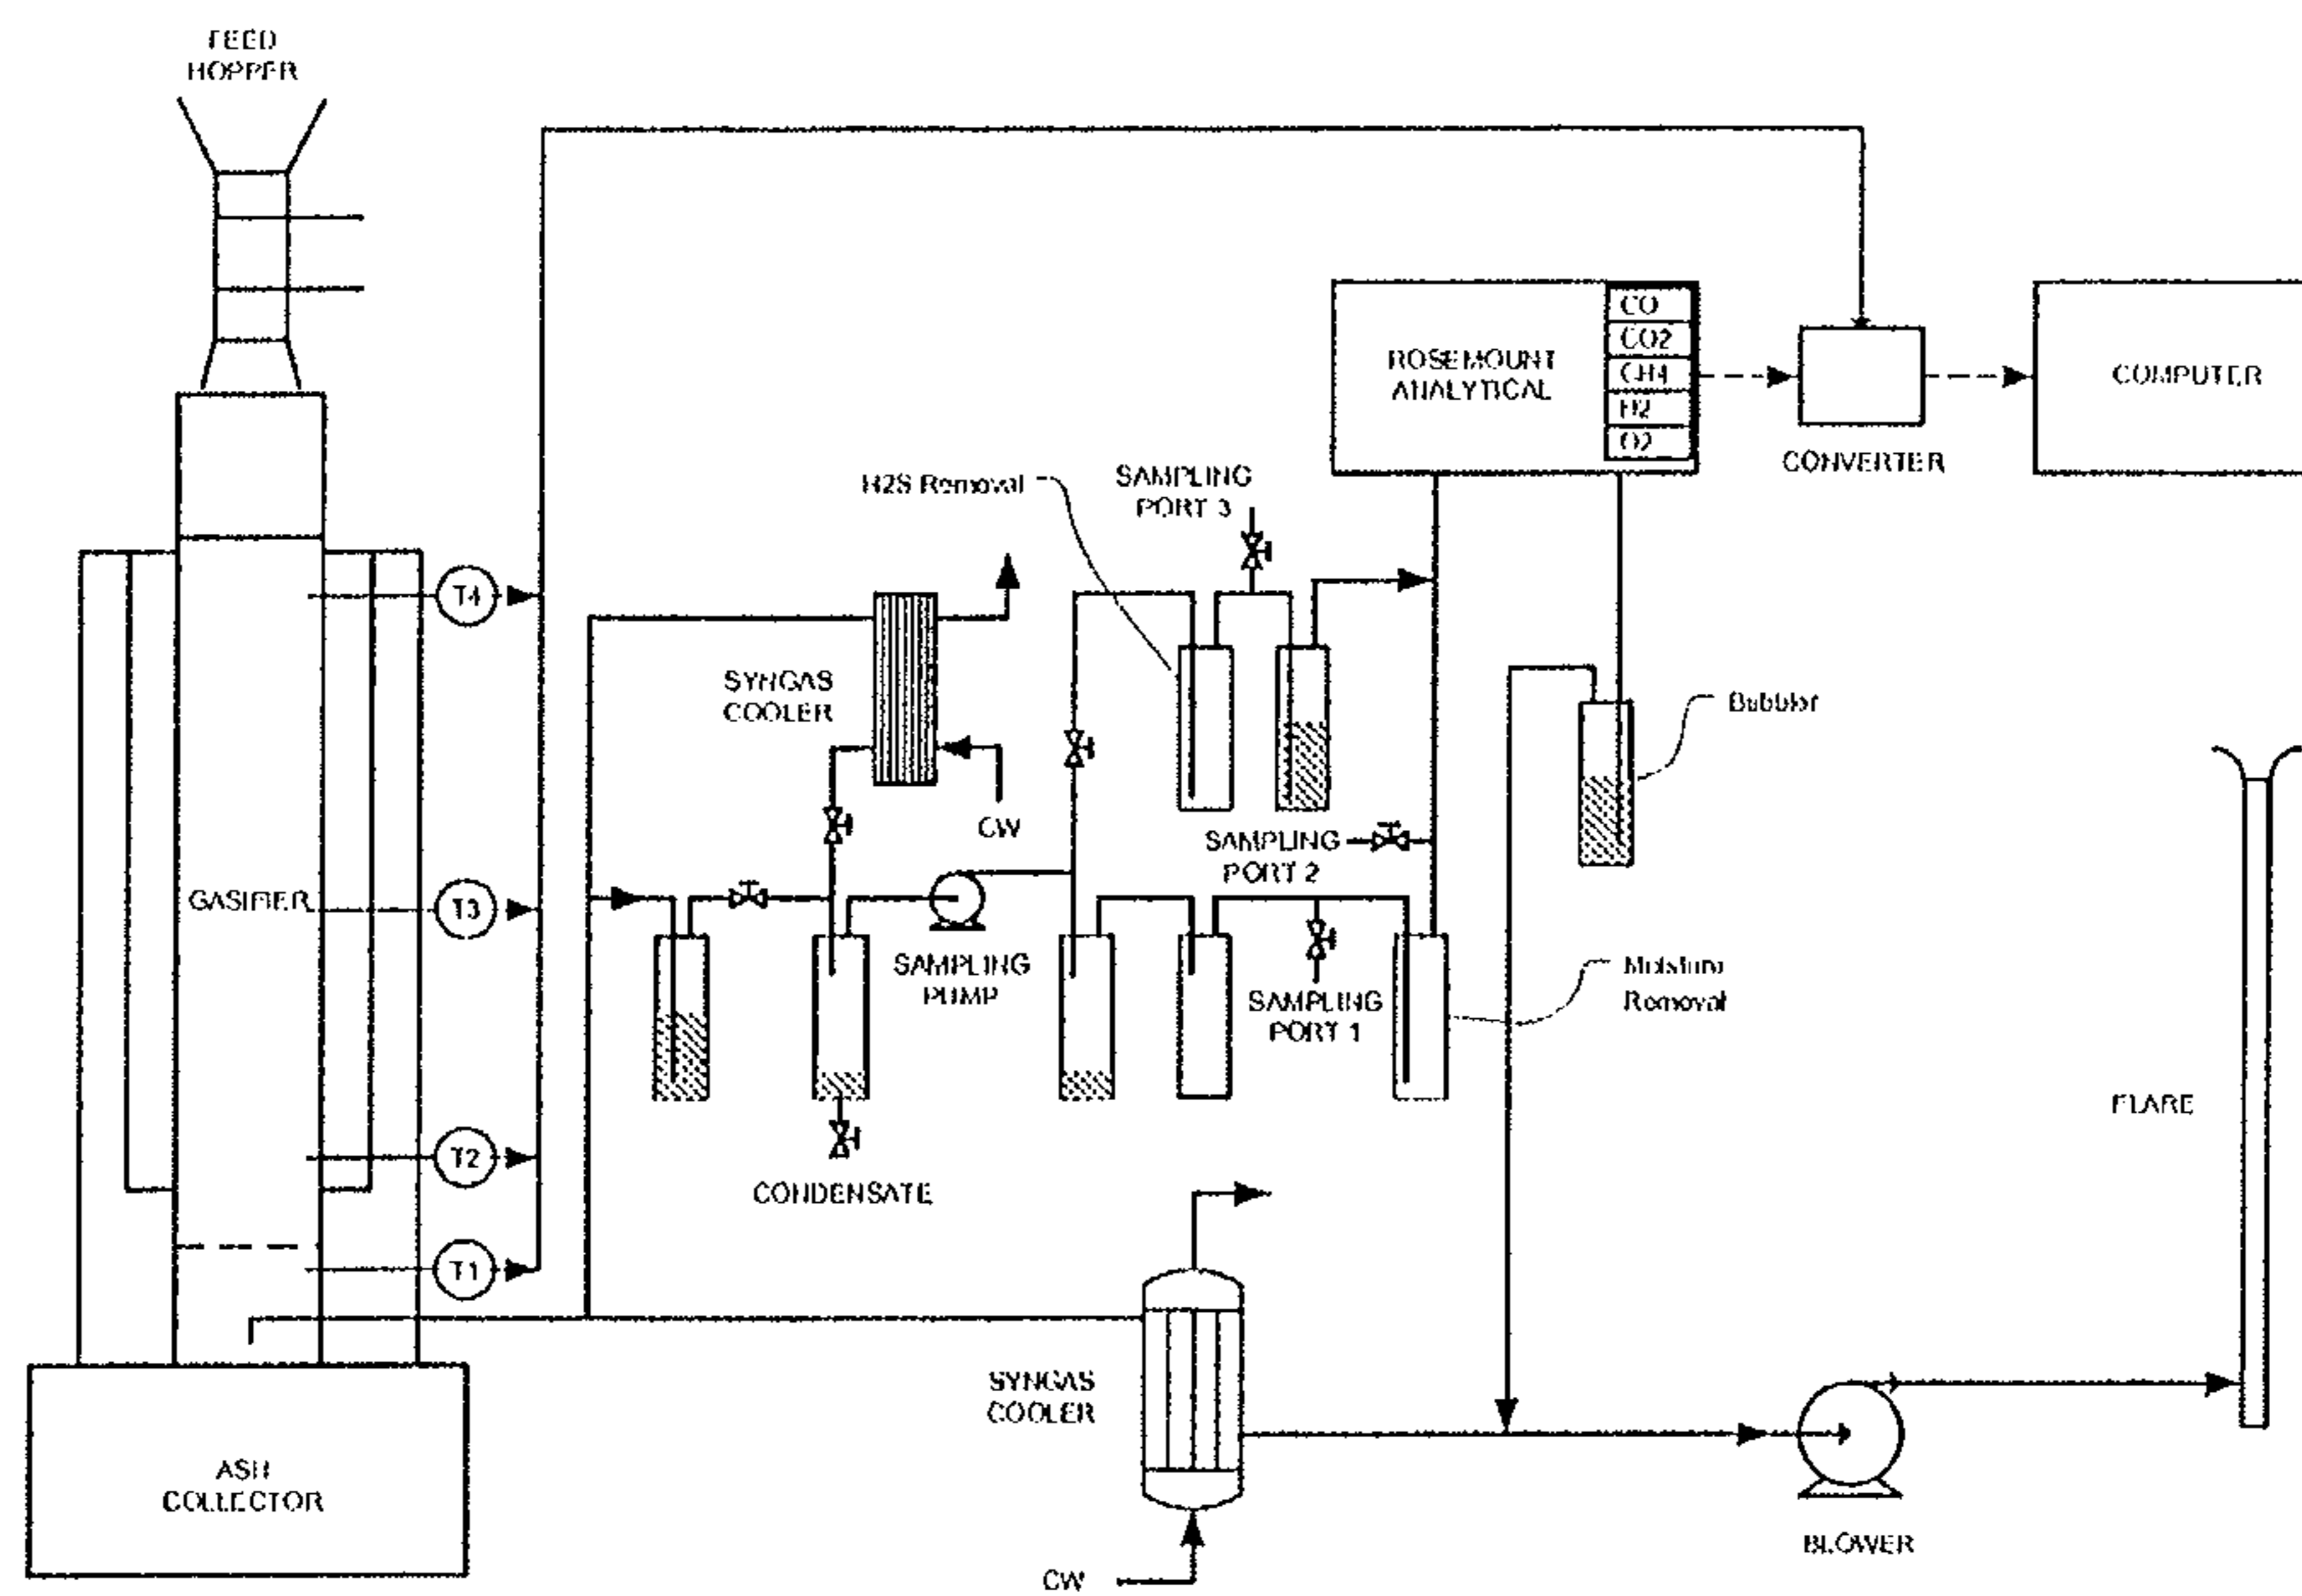 FEED
HOPPER
CO
CO2
CH4
H2
O2
ROSEMOUNT
ANALYTICAL
COMPUTER
CONVERTER
SAMPLING
PORT 3
H2S Removal
T4
SYNGAS
COOLER
Bubbler
CW
SAMPLING
PORT 2
GASIFIER
T3
SAMPLING
PUMP
SAMPLING
PORT 1
Moisture
Removal
FLARE
T2
CONDENSATE
T1
SYNGAS
COOLER
ASH
COLLECTOR
BLOWER
CW